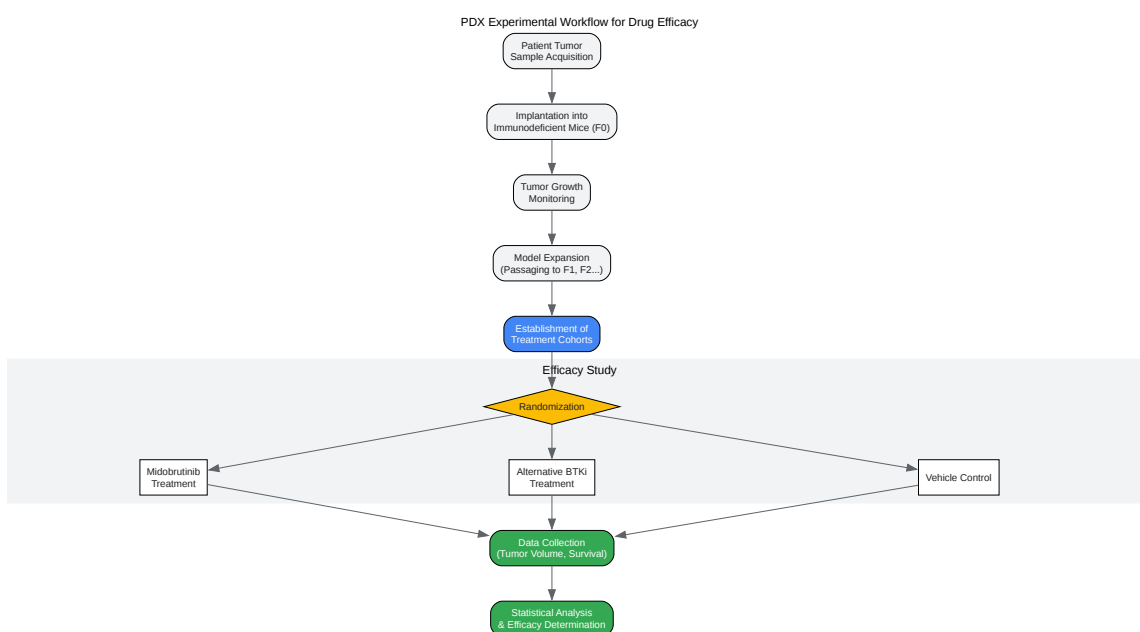 PDX Experimental Workflow for Drug Efficacy
Patient Tumor
Sample Acquisition
Implantation into
Immunodeficient Mice (F0)
Tumor Growth
Monitoring
Model Expansion
(Passaging to F1, F2...)
Establishment of
Treatment Cohorts
Efficacy Study
Randomization
Midobrutinib
Treatment
Alternative BTKi
Treatment
Vehicle Control
Data Collection
(Tumor Volume, Survival)
Statistical Analysis
& Efficacy Determination